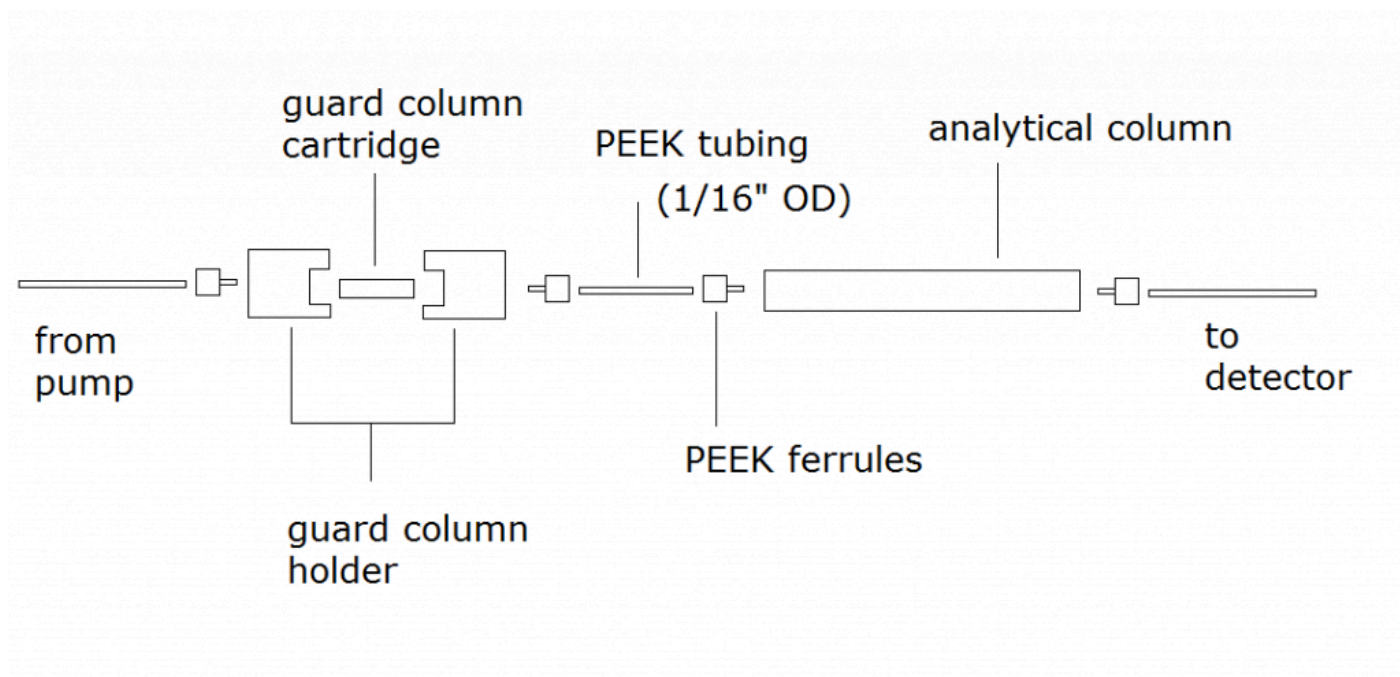 guard column
cartridge
PEEK tubing
(1/16" OD)
analytical column
from
pump
to
detector
PEEK ferrules
guard column
holder